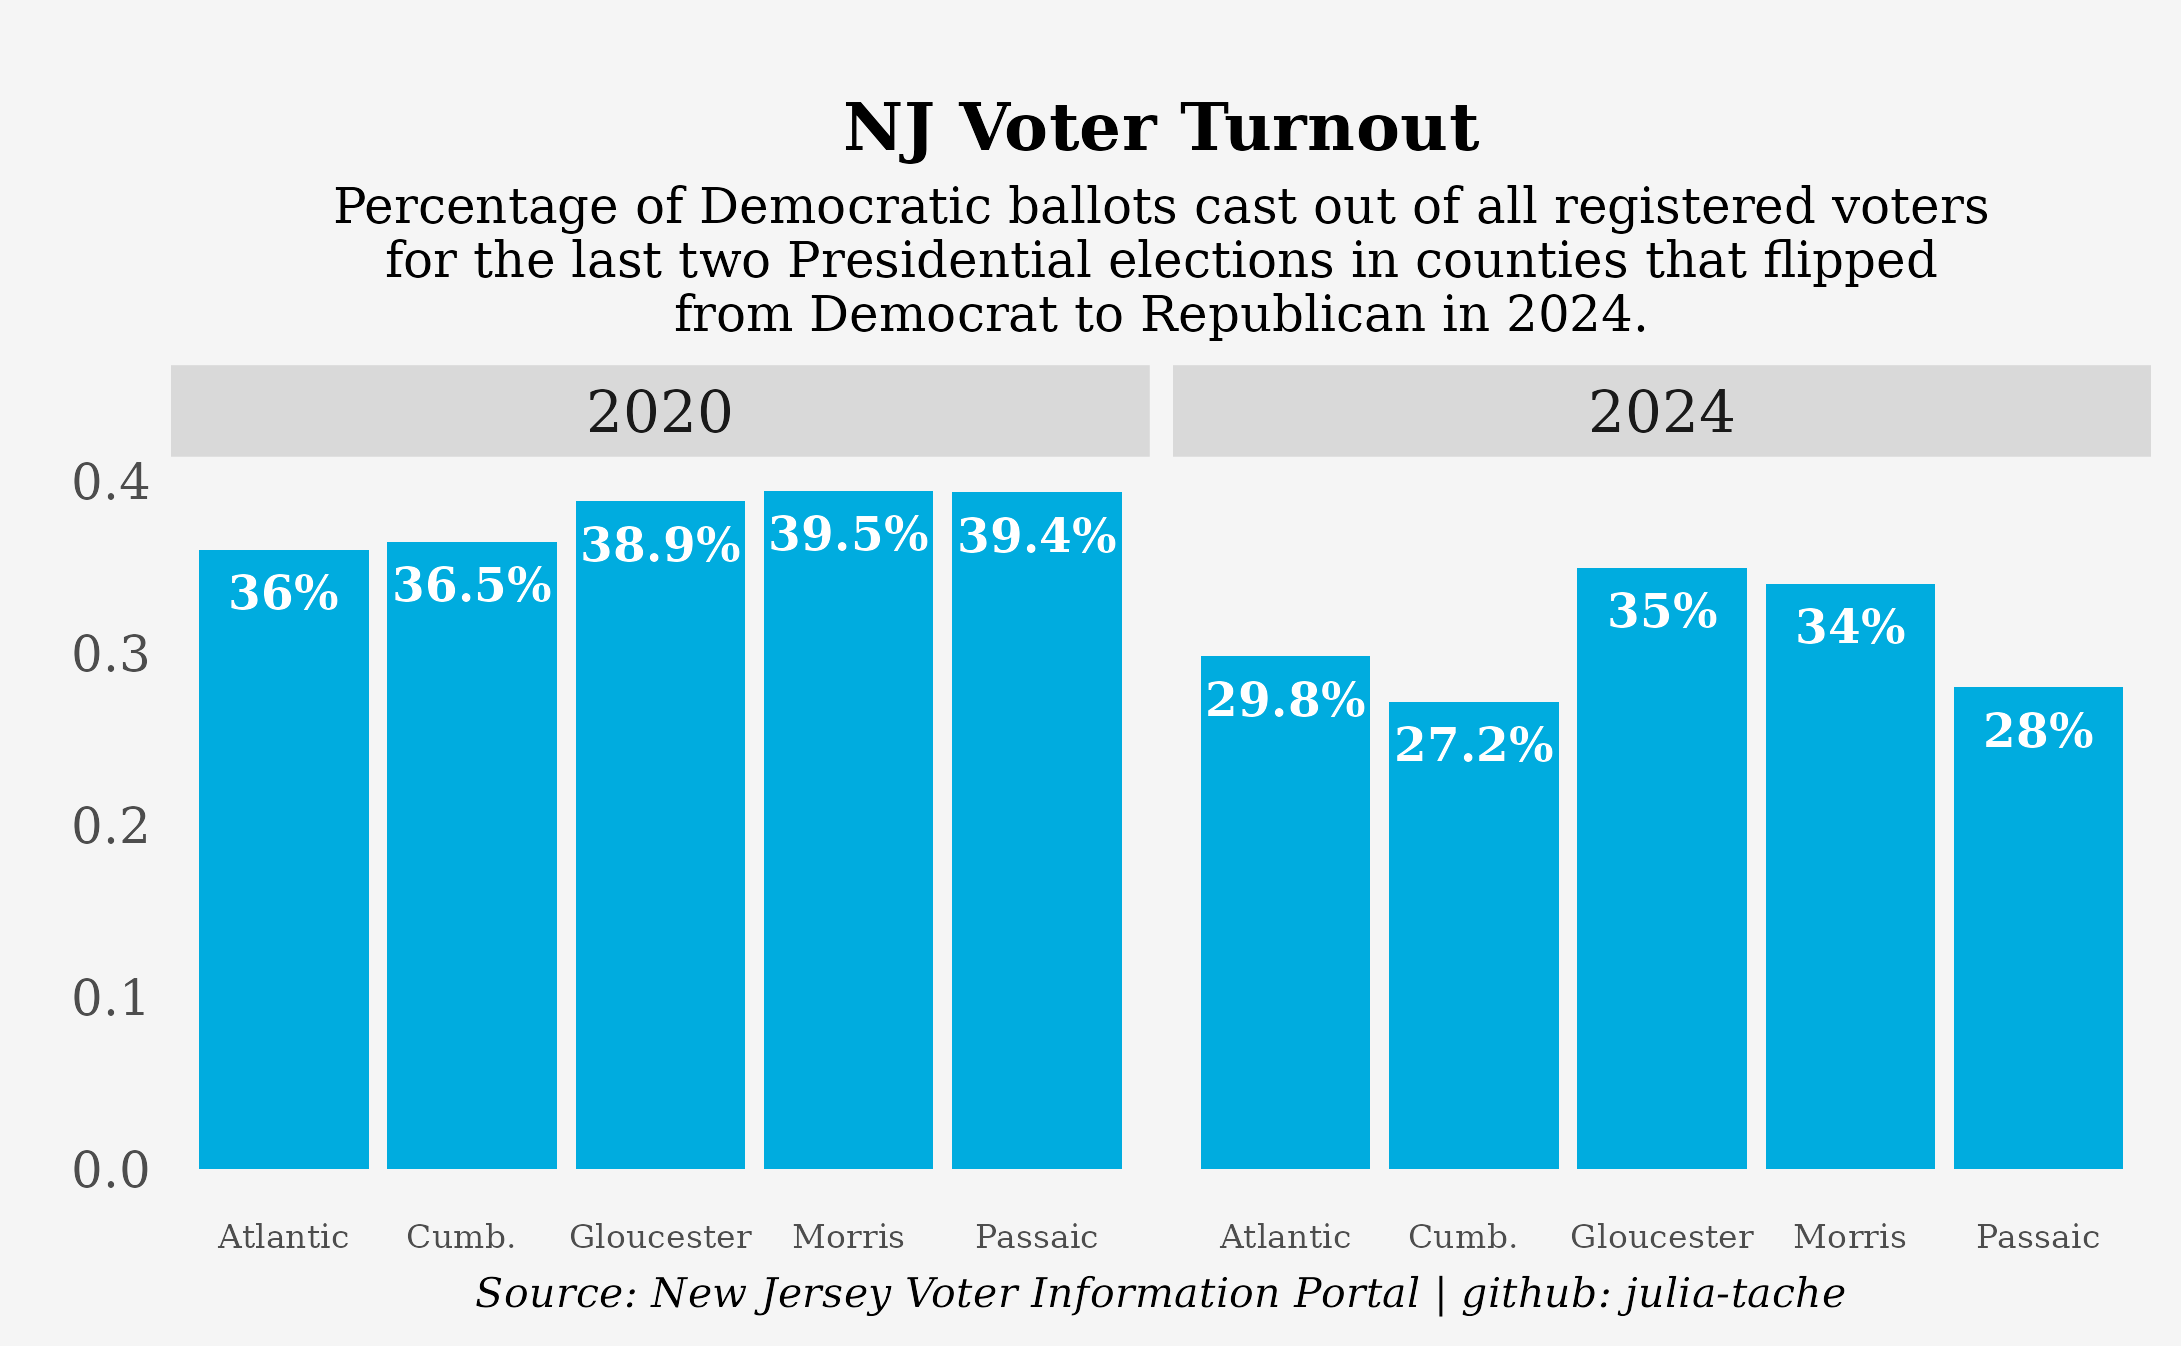 NJ Voter Turnout
Percentage of Democratic ballots cast out of all registered voters
for the last two Presidential elections in counties that flipped
from Democrat to Republican in 2024.
2020
2024
0.4
0.3
0.2
0.1
0.0
36%
36.5%
38.9%
39.5%
39.4%
29.8%
27.2%
35%
34%
28%
Atlantic
Cumb.
Gloucester
Morris
Passaic
Atlantic
Cumb.
Gloucester
Morris
Passaic
Source: New Jersey Voter Information Portal | github: julia-tache